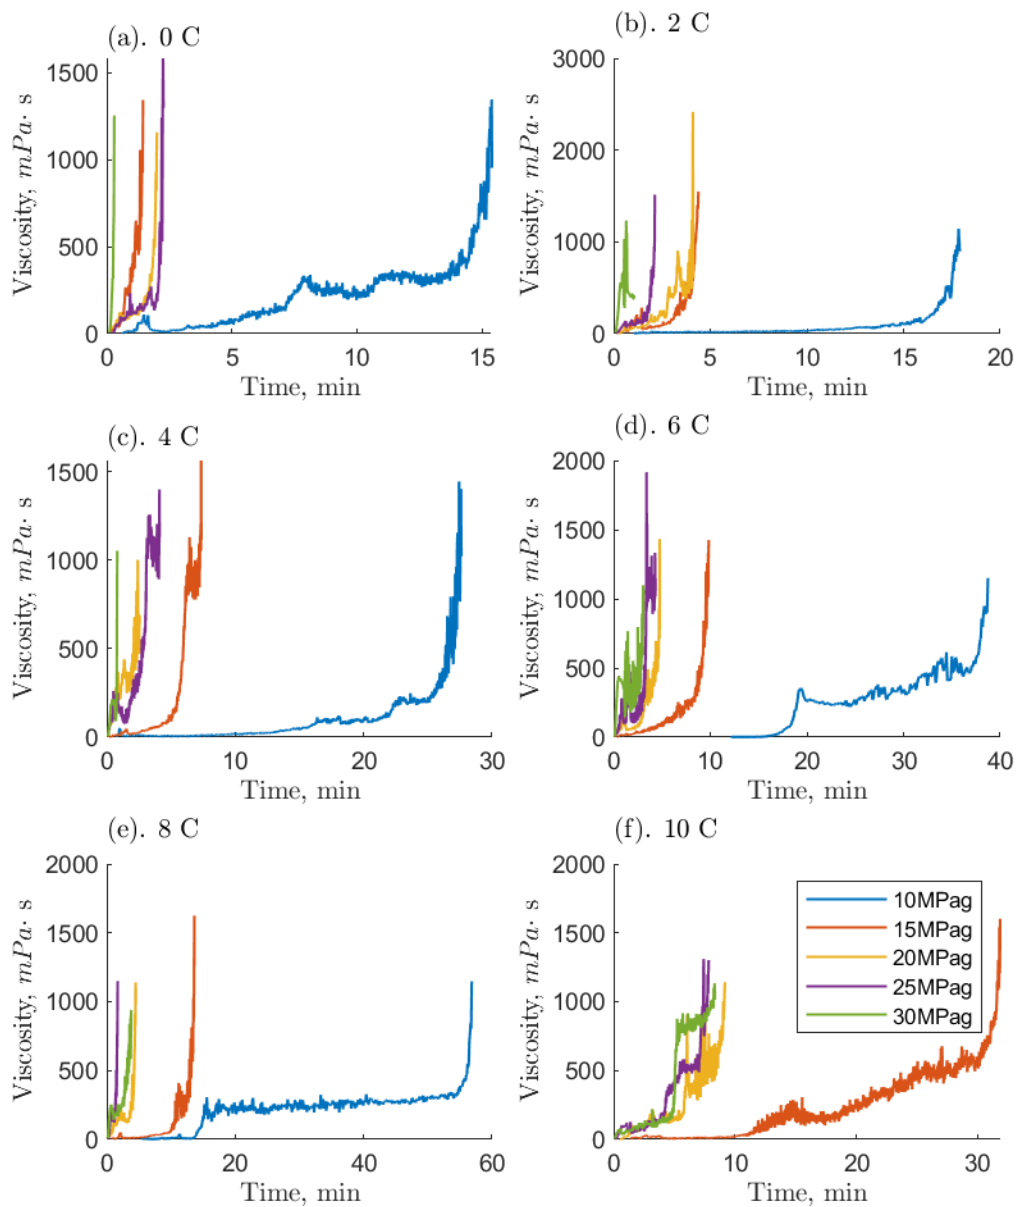 (a). 0 C
Viscosity, mPa· s
1500
1000
500
0
0 5 10 15
Time, min
(b). 2 C
Viscosity, mPa· s
3000
2000
1000
0
0 5 10 15 20
Time, min
(c). 4 C
Viscosity, mPa· s
1500
1000
500
0
0 10 20 30
Time, min
(d). 6 C
Viscosity, mPa· s
2000
1500
1000
500
0
0 10 20 30 40
Time, min
(e). 8 C
Viscosity, mPa· s
2000
1500
1000
500
0
0 20 40 60
Time, min
(f). 10 C
Viscosity, mPa· s
2000
1500
1000
500
0
0 10 20 30
Time, min
10MPag
15MPag
20MPag
25MPag
30MPag